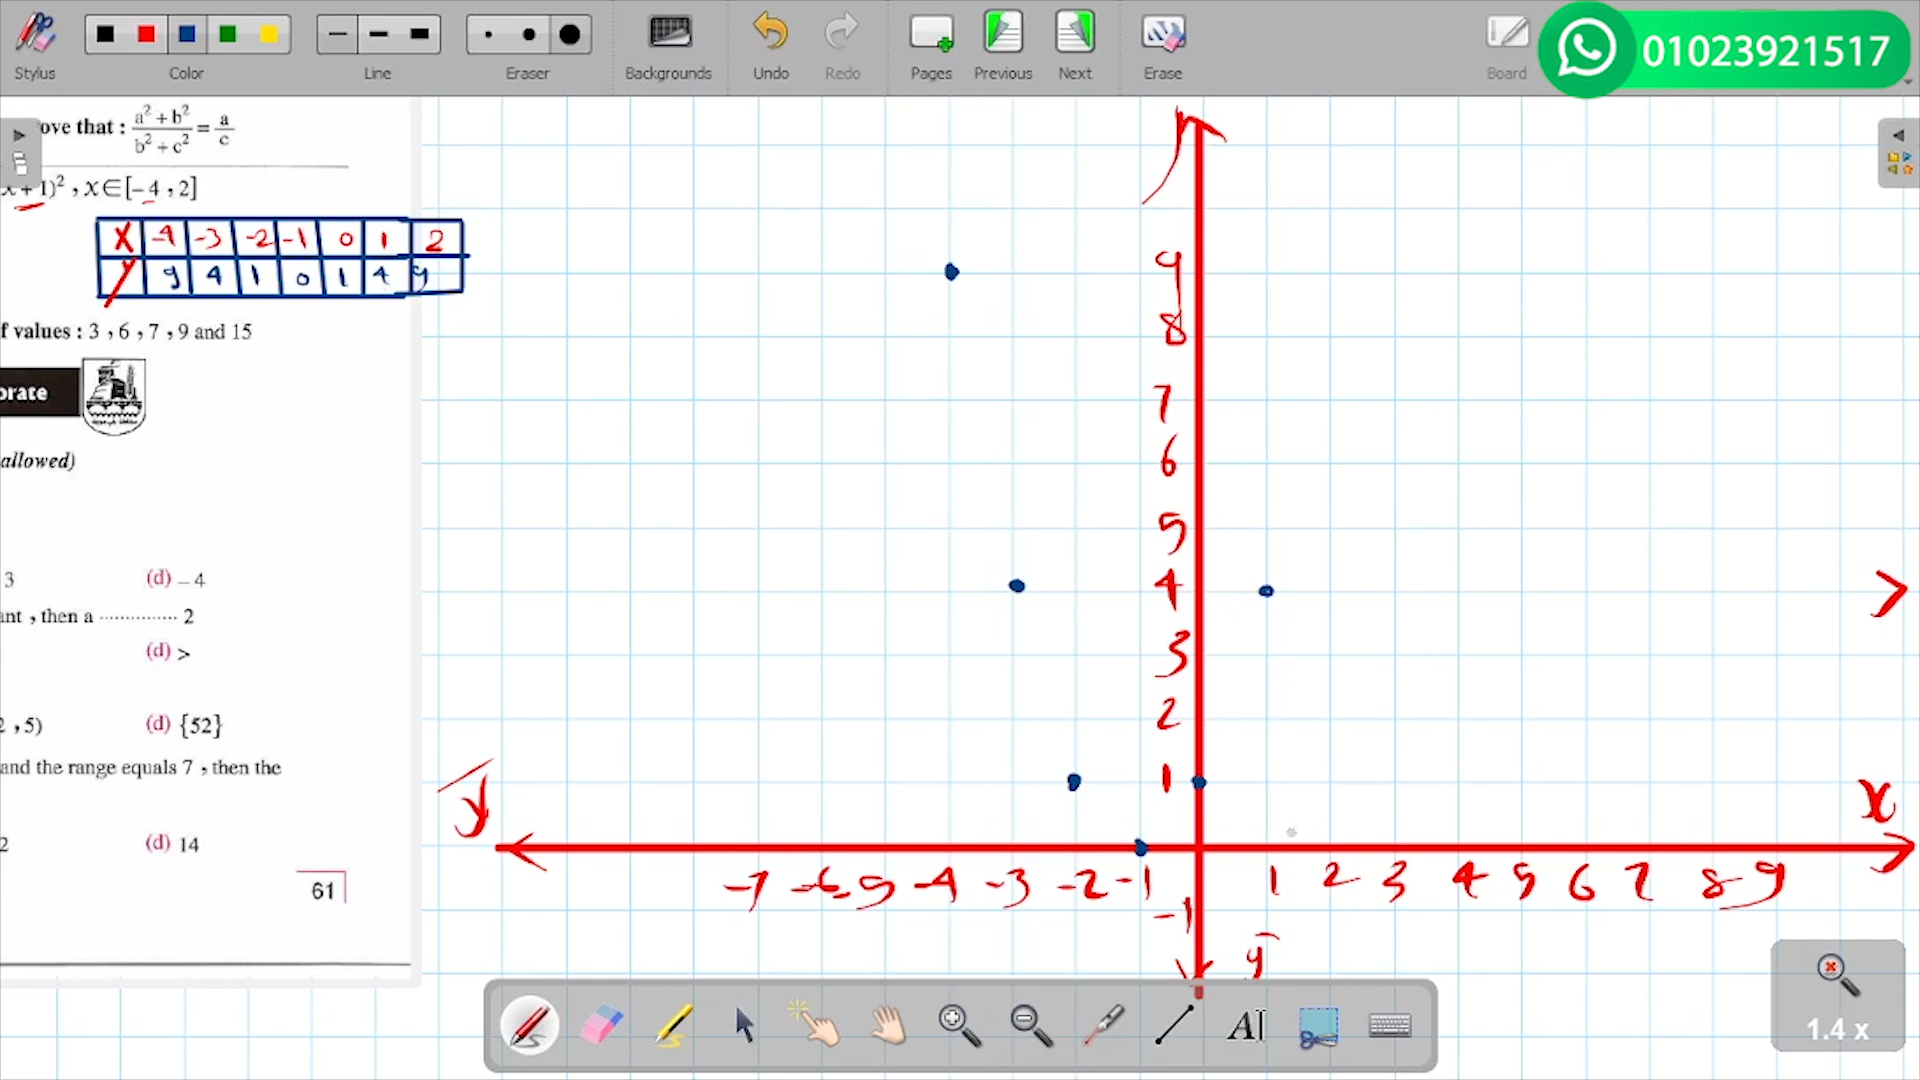 Stylus
Color
Line
Eraser
Backgrounds
Undo
Redo
Pages
Previous
Next
Erase
Board
01023921517
ove that : a² + b² / b² + c² = a / c
x + 1)² , X ∈ [– 4 , 2]
X -4 -3 -2 -1 0 1 2
y 9 4 1 0 1 4 9
f values : 3 , 6 , 7 , 9 and 15
orate
allowed)
3 (d) – 4
ant , then a ............... 2
(d) >
2 , 5) (d) {52}
and the range equals 7 , then the
2 (d) 14
61
9
8
7
6
5
4
3
2
1
x
-7 -6 -5 -4 -3 -2 -1 1 2 3 4 5 6 7 8 9
-1
y
1.4 x